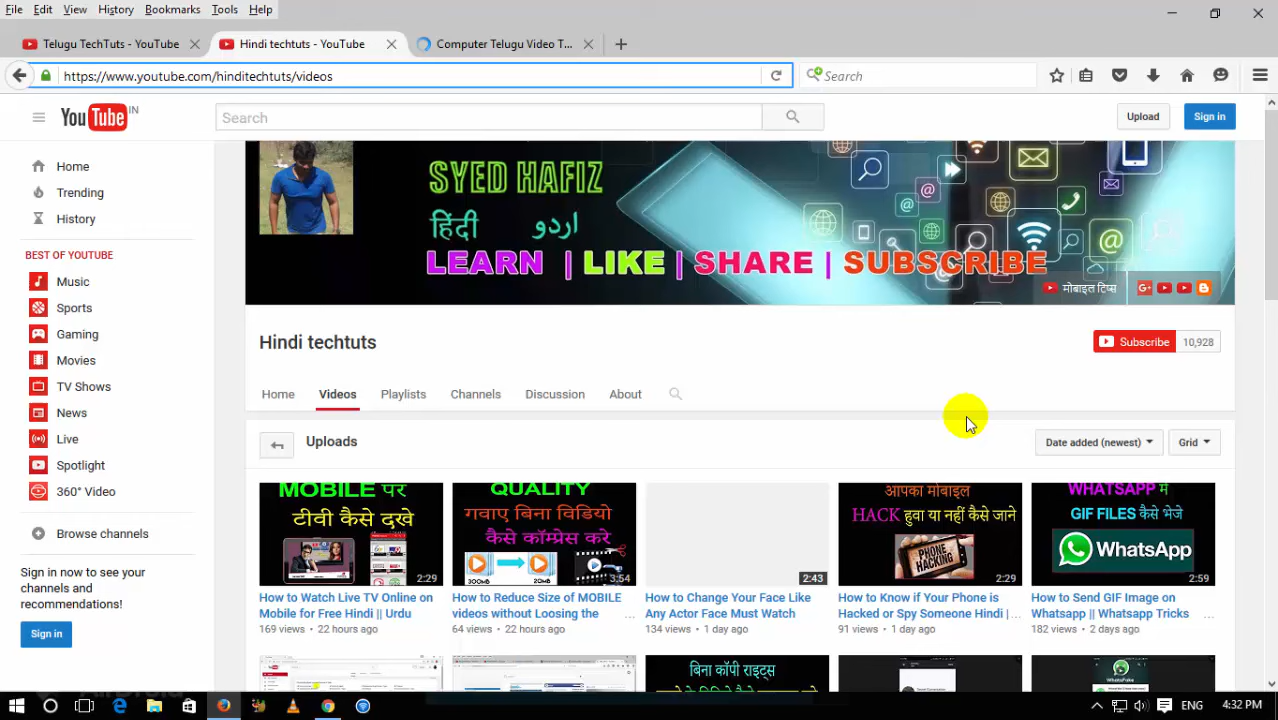 File Edit View History Bookmarks Tools Help
Telugu TechTuts - YouTube
Hindi techtuts - YouTube
Computer Telugu Video T...
https://www.youtube.com/hinditechtuts/videos
Search
YouTube IN
Search
Upload
Sign in
Home
Trending
History
BEST OF YOUTUBE
Music
Sports
Gaming
Movies
TV Shows
News
Live
Spotlight
360° Video
Browse channels
Sign in now to see your
channels and
recommendations!
Sign in
SYED HAFIZ
हिंदी اردو
LEARN | LIKE | SHARE | SUBSCRIBE
मोबाइल टिप्स
Hindi techtuts
Subscribe 10,928
Home Videos Playlists Channels Discussion About
Uploads
Date added (newest)
Grid
MOBILE पर
टीवी कैसे दखे
2:29
How to Watch Live TV Online on
Mobile for Free Hindi || Urdu
169 views • 22 hours ago
QUALITY
गवाए बिना विडियो
कैसे कॉम्प्रेस करे
300MB 20MB
3:54
How to Reduce Size of MOBILE
videos without Loosing the ...
64 views • 22 hours ago
2:43
How to Change Your Face Like
Any Actor Face Must Watch
134 views • 1 day ago
आपका मोबाइल
HACK हुवा या नहीं कैसे जाने
PHONE
HACKING
2:29
How to Know if Your Phone is
Hacked or Spy Someone Hindi | ...
91 views • 1 day ago
WHATSAPP में
GIF FILES कैसे भेजे
WhatsApp
2:59
How to Send GIF Image on
Whatsapp || Whatsapp Tricks ...
182 views • 2 days ago
बिना कॉपी राइट्स
ENG
4:32 PM